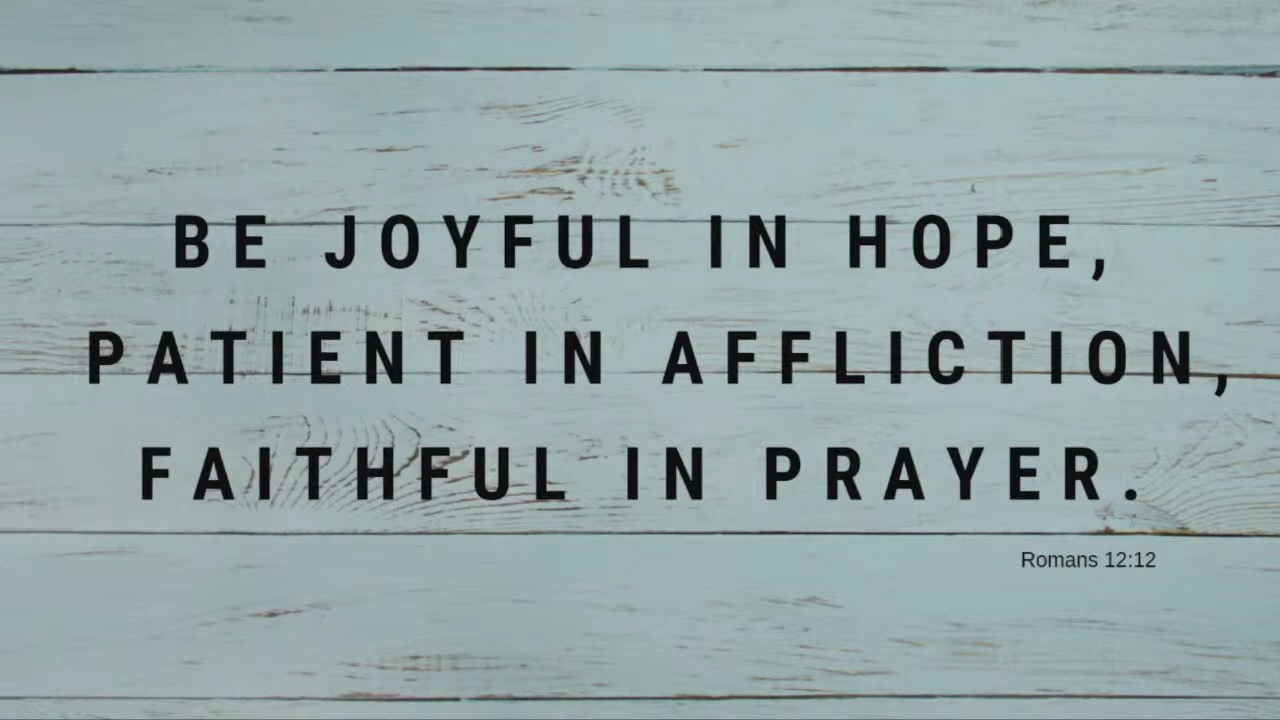 BE JOYFUL IN HOPE,
PATIENT IN AFFLICTION,
FAITHFUL IN PRAYER.
Romans 12:12